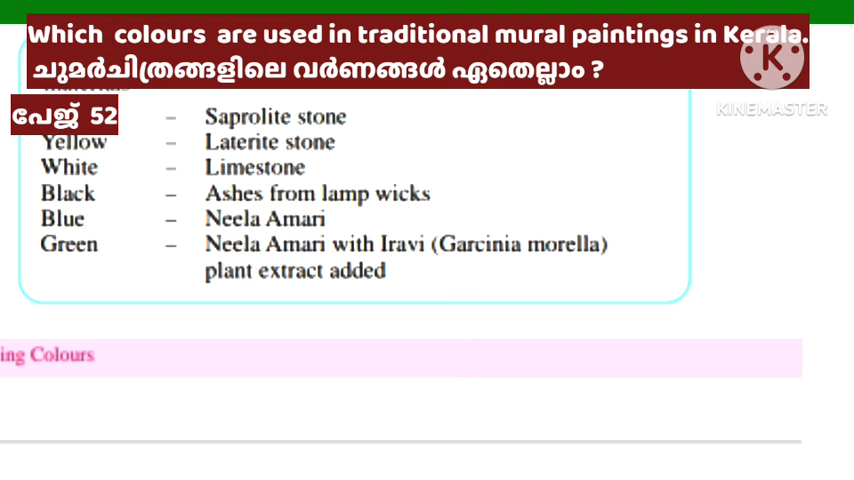 Which colours are used in traditional mural paintings in Kerala.
ചുമർചിത്രങ്ങളിലെ വർണങ്ങൾ ഏതെല്ലാം ?
K
KINEMASTER
പേജ് 52
– Saprolite stone
Yellow – Laterite stone
White – Limestone
Black – Ashes from lamp wicks
Blue – Neela Amari
Green – Neela Amari with Iravi (Garcinia morella)
plant extract added
ing Colours